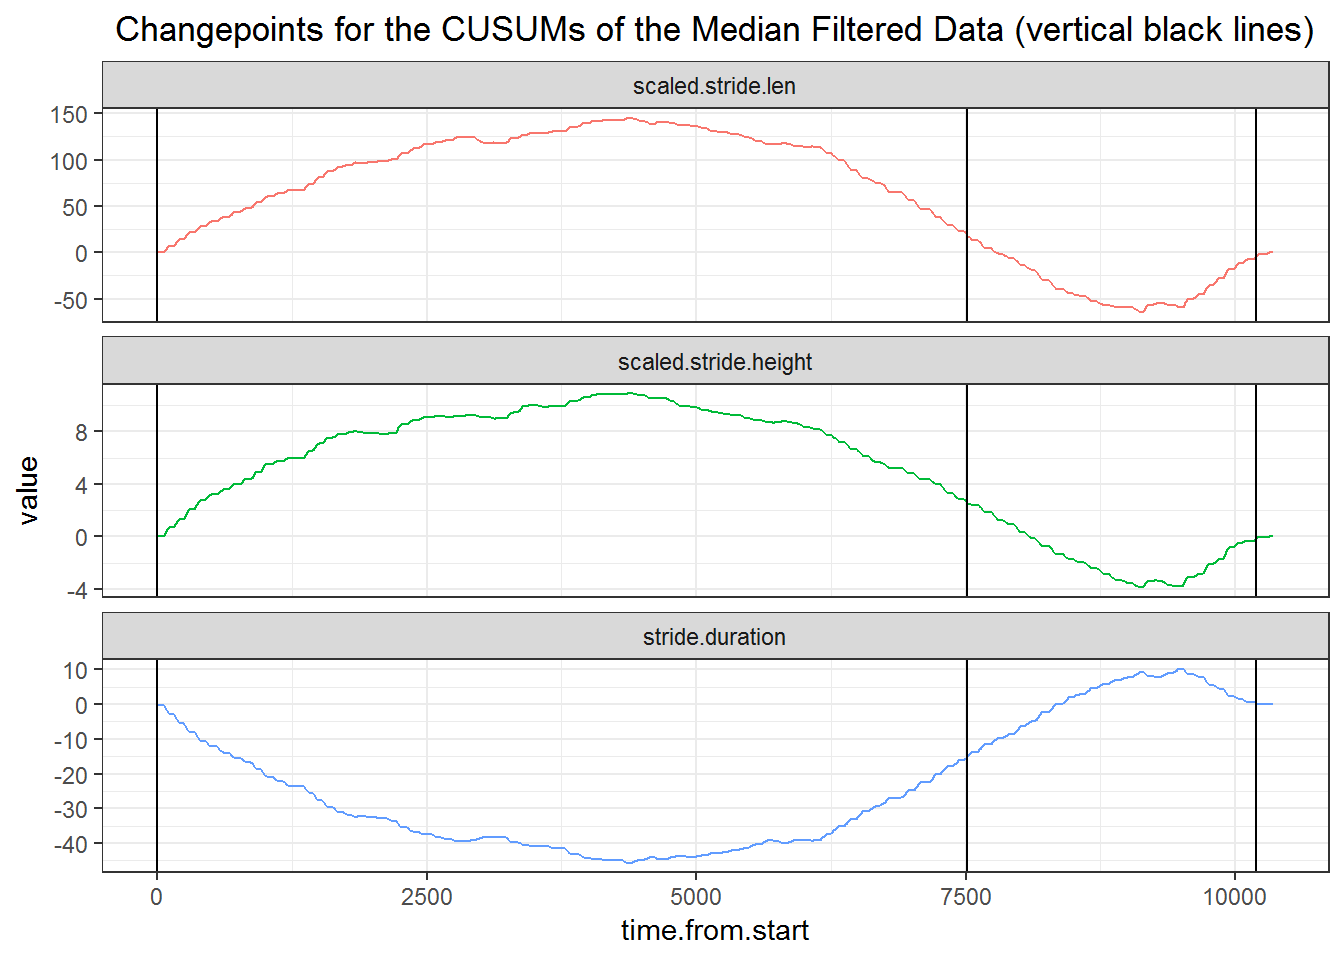 Changepoints for the CUSUMs of the Median Filtered Data (vertical black lines)
scaled.stride.len
150
100
50
0
-50
scaled.stride.height
8
4
0
-4
value
stride.duration
10
0
-10
-20
-30
-40
0 2500 5000 7500 10000
time.from.start